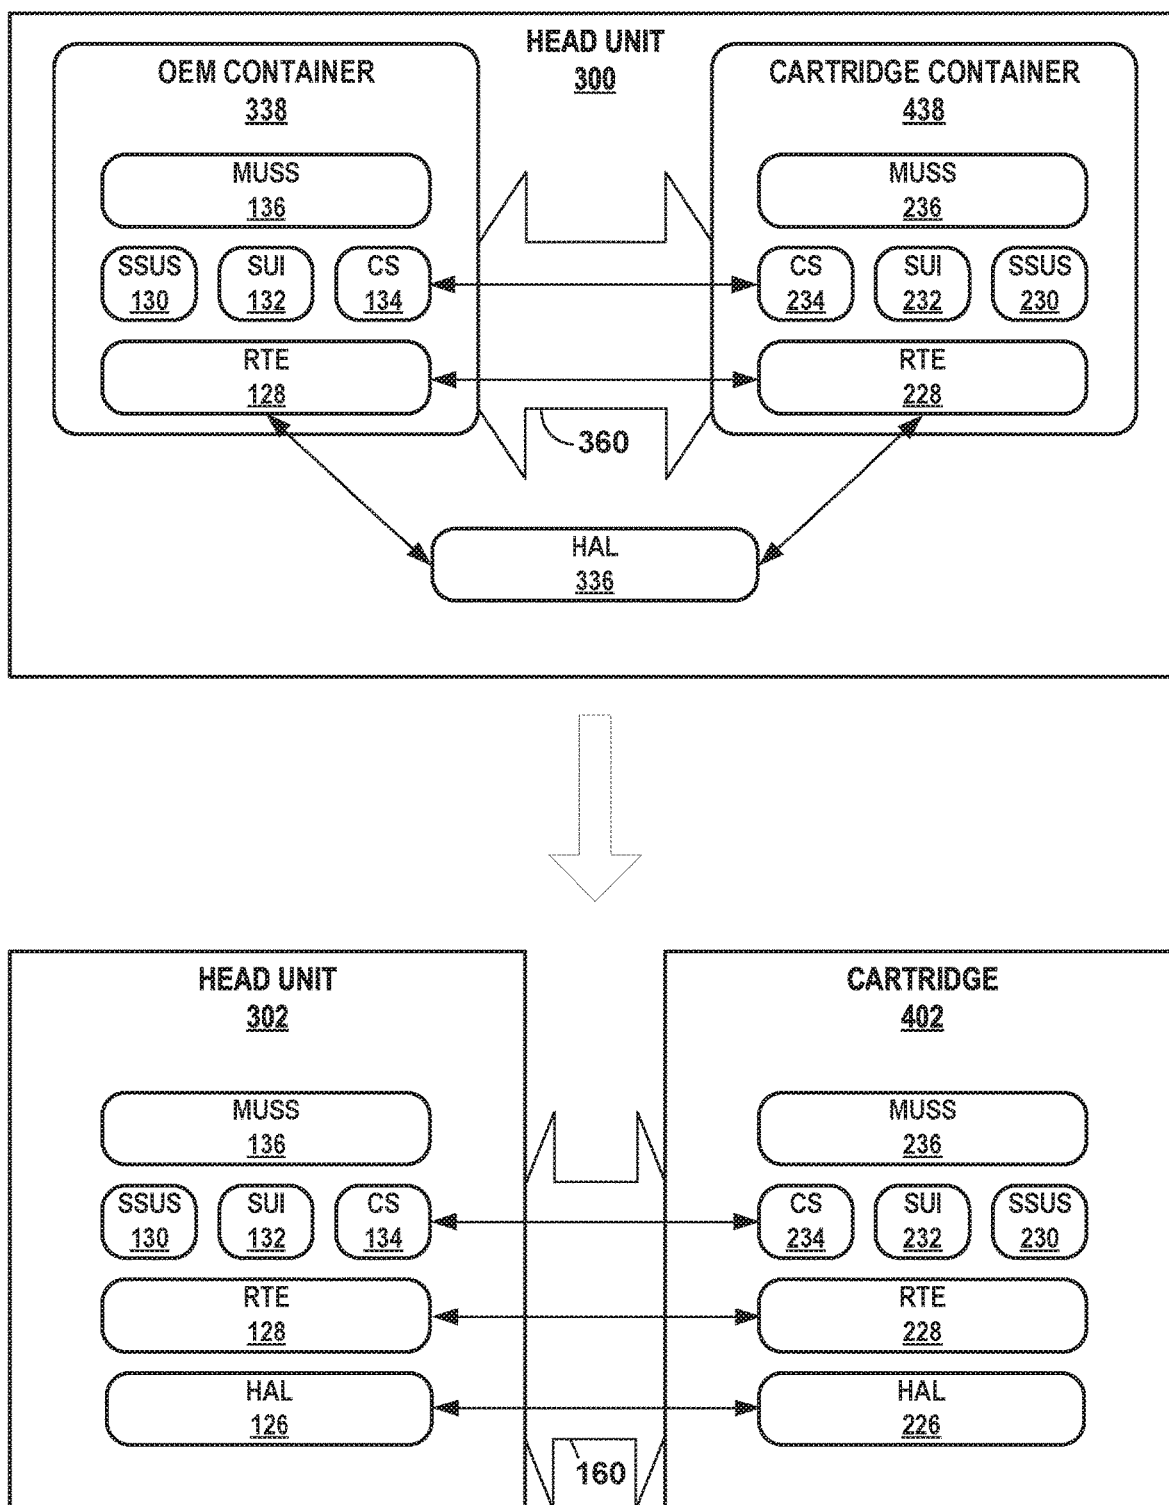 HEAD UNIT
300
OEM CONTAINER
338
CARTRIDGE CONTAINER
438
MUSS
136
MUSS
236
SSUS
130
SUI
132
CS
134
CS
234
SUI
232
SSUS
230
RTE
128
RTE
228
360
HAL
336
HEAD UNIT
302
CARTRIDGE
402
MUSS
136
MUSS
236
SSUS
130
SUI
132
CS
134
CS
234
SUI
232
SSUS
230
RTE
128
RTE
228
HAL
126
HAL
226
160